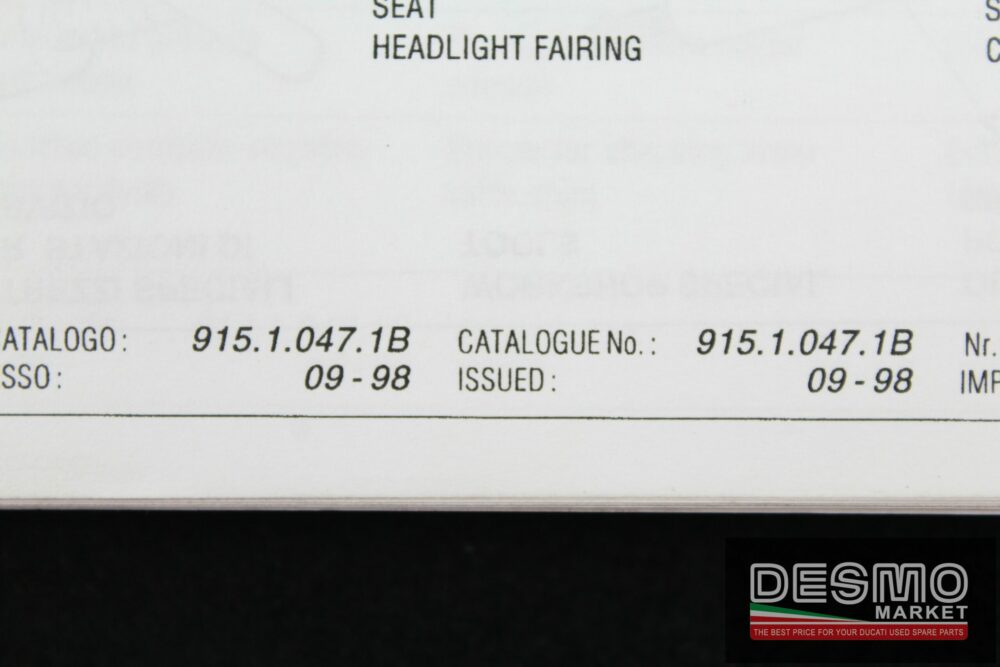 SEAT
HEADLIGHT FAIRING
ATALOGO: 915.1.047.1B CATALOGUE No.: 915.1.047.1B Nr.
SSO: 09 - 98 ISSUED: 09 - 98 IMP
DESMO
MARKET
THE BEST PRICE FOR YOUR DUCATI USED SPARE PARTS